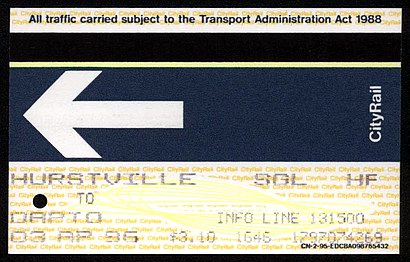 All traffic carried subject to the Transport Administration Act 1988
CityRail
HURSTVILLE SGL HF
TO
DAPTO INFO LINE 131500
03 AP 95 $3.10 1645 1797074269
CN-2-95-EDCBA098765432